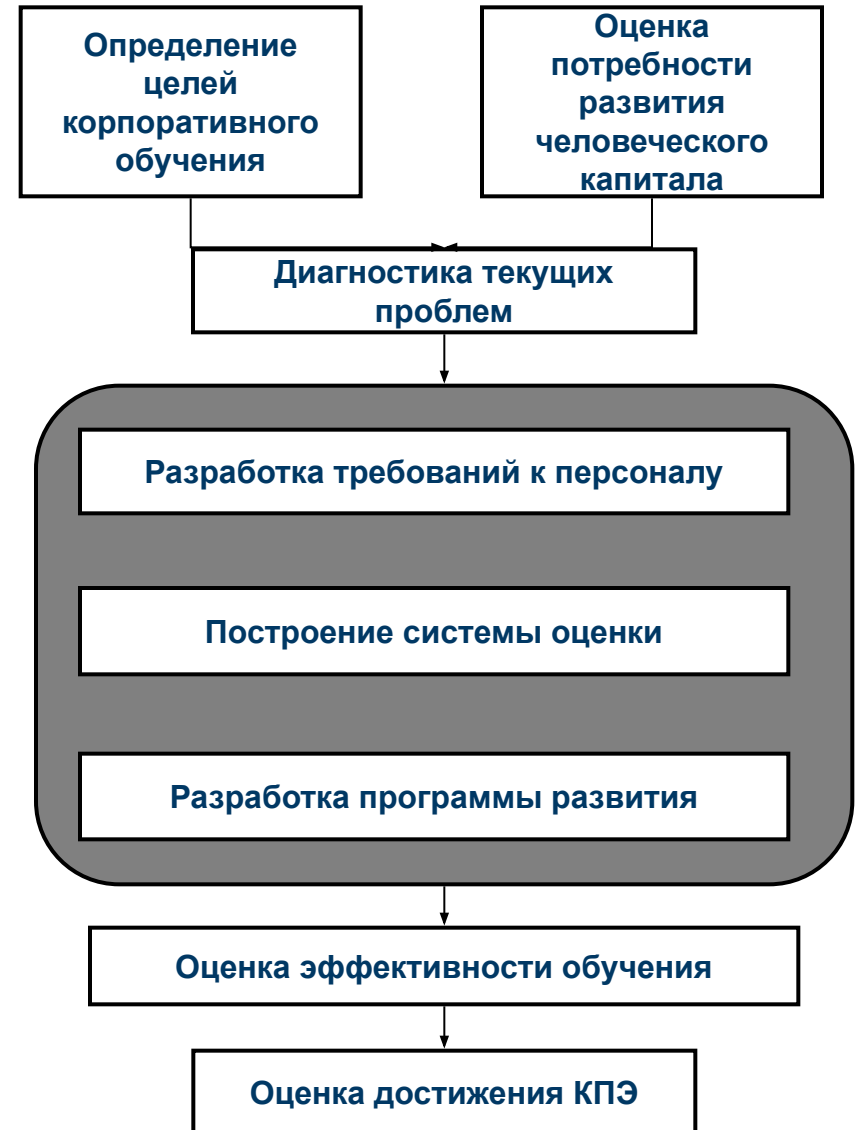 Определение
целей
корпоративного
обучения
Оценка
потребности
развития
человеческого
капитала
Диагностика текущих
проблем
Разработка требований к персоналу
Построение системы оценки
Разработка программы развития
Оценка эффективности обучения
Оценка достижения КПЭ